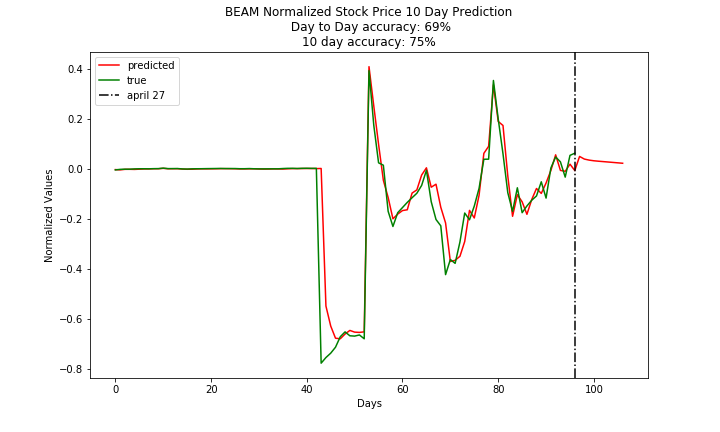 BEAM Normalized Stock Price 10 Day Prediction
Day to Day accuracy: 69%
10 day accuracy: 75%
predicted
true
april 27
Normalized Values
0.4
0.2
0.0
−0.2
−0.4
−0.6
−0.8
0
20
40
60
80
100
Days